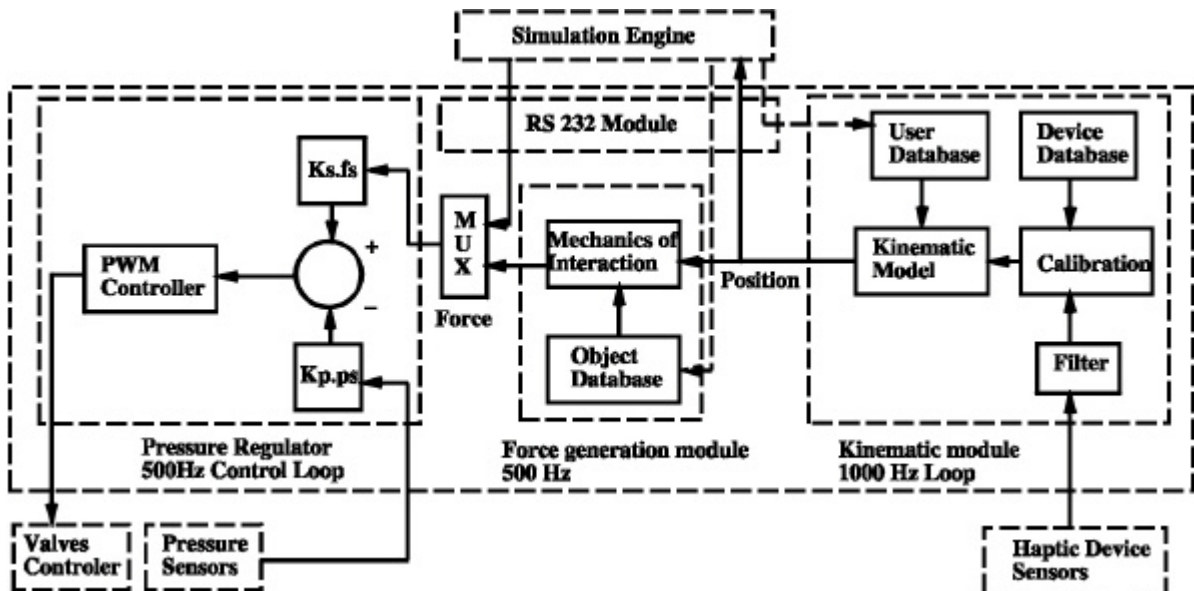 Simulation Engine
RS 232 Module
User
Database
Device
Database
Ks.fs
M
U
X
Mechanics of
Interaction
Kinematic
Model
Calibration
+
PWM
Controller
−
Position
Force
Object
Database
Filter
Kp.ps
Pressure Regulator
500Hz Control Loop
Force generation module
500 Hz
Kinematic module
1000 Hz Loop
Valves
Controler
Pressure
Sensors
Haptic Device
Sensors